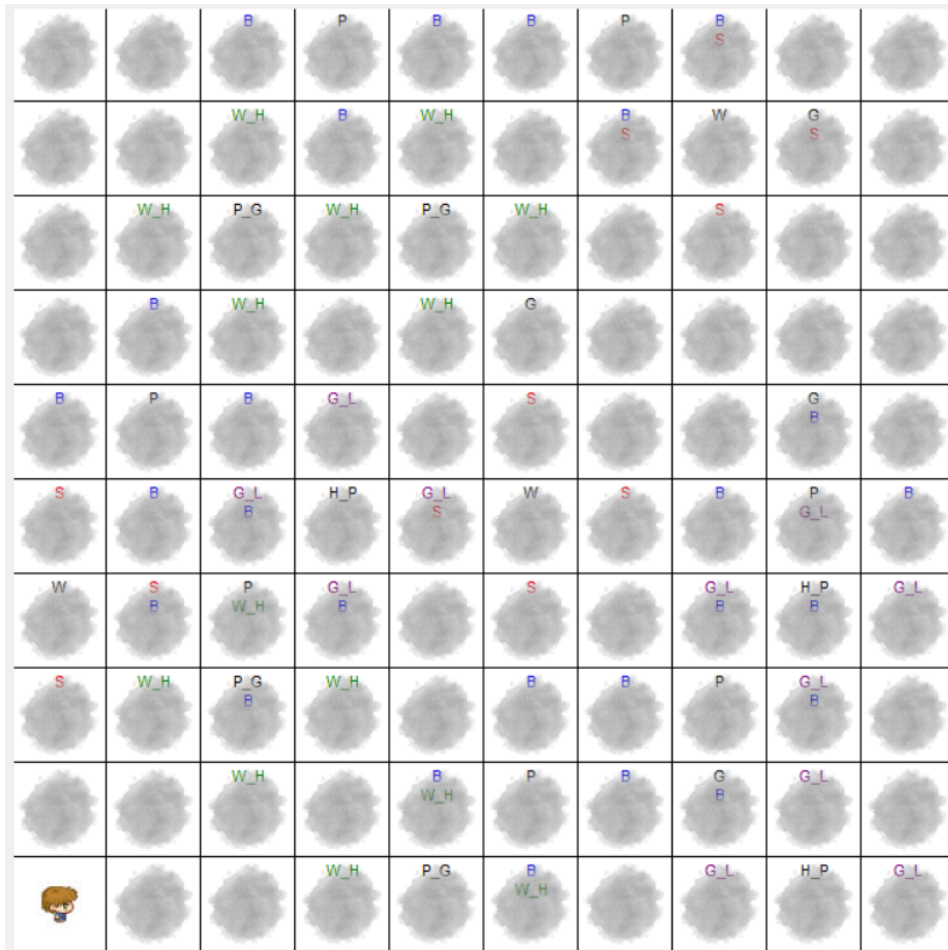 B P B B P B
S
W_H B W_H B W G
S S
W_H P_G W_H P_G W_H S
B W_H W_H G
B P B G_L S G
B
S B G_L H_P G_L W S B P B
B S G_L
W S P G_L S G_L H_P G_L
B W_H B B B
S W_H P_G W_H B B P G_L
B B
W_H B P B G G_L
W_H B
W_H P_G B G_L H_P G_L
W_H